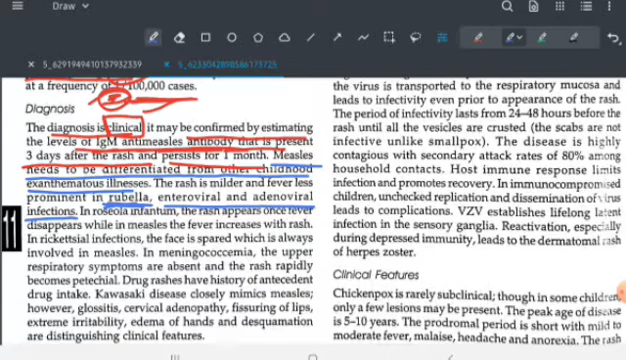 Draw
5_6291949410137932339
5_6233042898586173725
at a frequency of 100,000 cases.
Diagnosis
The diagnosis is clinical; it may be confirmed by estimating
the levels of IgM antimeasles antibody that is present
3 days after the rash and persists for 1 month. Measles
needs to be differentiated from other childhood
exanthematous illnesses. The rash is milder and fever less
prominent in rubella, enteroviral and adenoviral
infections. In roseola infantum, the rash appears once fever
disappears while in measles the fever increases with rash.
In rickettsial infections, the face is spared which is always
involved in measles. In meningococcemia, the upper
respiratory symptoms are absent and the rash rapidly
becomes petechial. Drug rashes have history of antecedent
drug intake. Kawasaki disease closely mimics measles;
however, glossitis, cervical adenopathy, fissuring of lips,
extreme irritability, edema of hands and desquamation
are distinguishing clinical features.
11
the virus is transported to the respiratory mucosa and
leads to infectivity even prior to appearance of the rash.
The period of infectivity lasts from 24–48 hours before the
rash until all the vesicles are crusted (the scabs are not
infective unlike smallpox). The disease is highly
contagious with secondary attack rates of 80% among
household contacts. Host immune response limits
infection and promotes recovery. In immunocompromised
children, unchecked replication and dissemination of virus
leads to complications. VZV establishes lifelong latent
infection in the sensory ganglia. Reactivation, especially
during depressed immunity, leads to the dermatomal rash
of herpes zoster.
Clinical Features
Chickenpox is rarely subclinical; though in some children,
only a few lesions may be present. The peak age of disease
is 5–10 years. The prodromal period is short with mild to
moderate fever, malaise, headache and anorexia. The rash